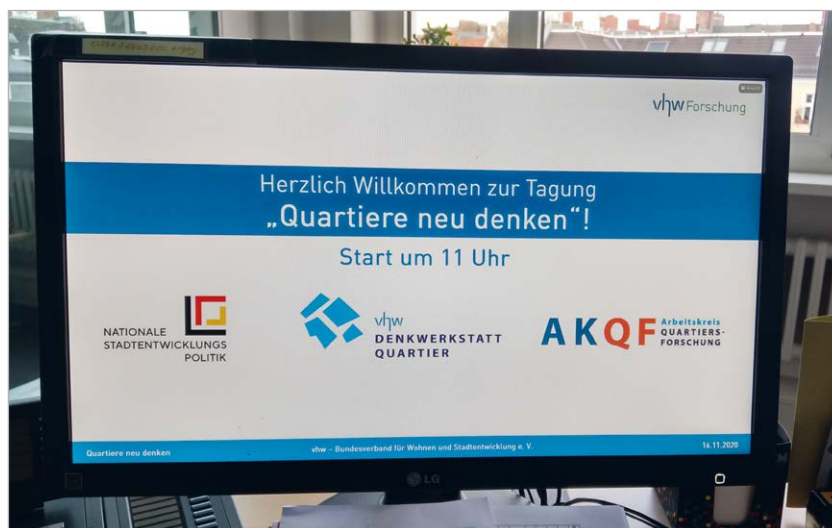 vhw Forschung
Herzlich Willkommen zur Tagung
„Quartiere neu denken“!
Start um 11 Uhr
NATIONALE
STADTENTWICKLUNGS
POLITIK
vhw
DENKWERKSTATT
QUARTIER
AKQF
Arbeitskreis
QUARTIERS-
FORSCHUNG
Quartiere neu denken
vhw – Bundesverband für Wohnen und Stadtentwicklung e. V.
16.11.2020
LG